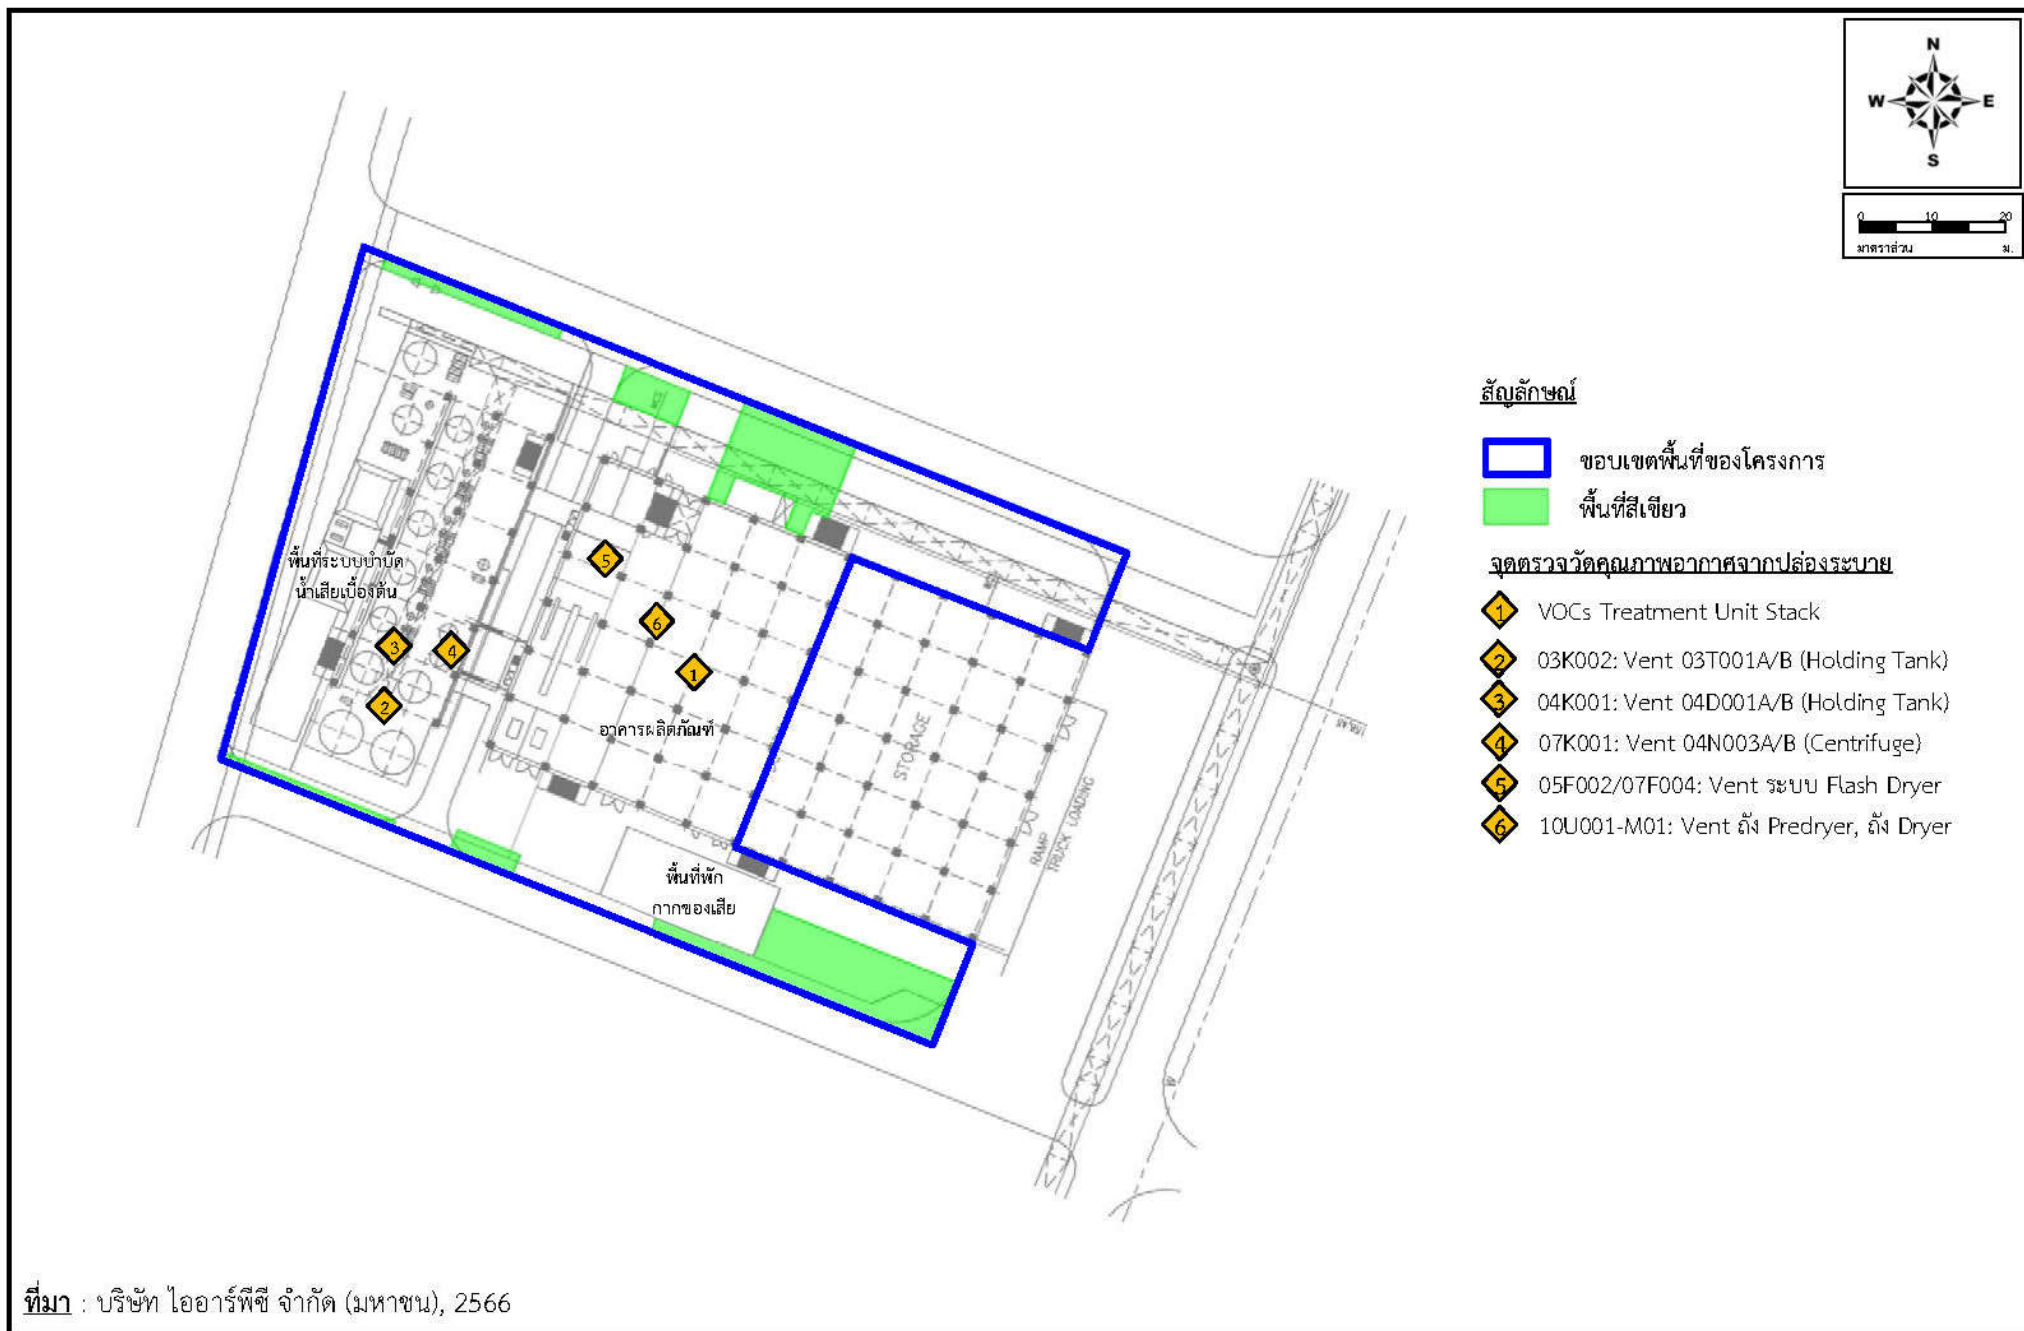 N
W E
S
0 10 20
มาตราส่วน ม.
สัญลักษณ์
ขอบเขตพื้นที่ของโครงการ
พื้นที่สีเขียว
จุดตรวจวัดคุณภาพอากาศจากปล่องระบาย
1 VOCs Treatment Unit Stack
2 03K002: Vent 03T001A/B (Holding Tank)
3 04K001: Vent 04D001A/B (Holding Tank)
4 07K001: Vent 04N003A/B (Centrifuge)
5 05F002/07F004: Vent ระบบ Flash Dryer
6 10U001-M01: Vent ถัง Predryer, ถัง Dryer
พื้นที่ระบบบำบัด
น้ำเสียเบื้องต้น
5
6
3
4
1
2
อาคารผลิตภัณฑ์
STORAGE
RAMP
TRUCK LOADING
พื้นที่พัก
กากของเสีย
ที่มา : บริษัท ไออาร์พีซี จำกัด (มหาชน), 2566